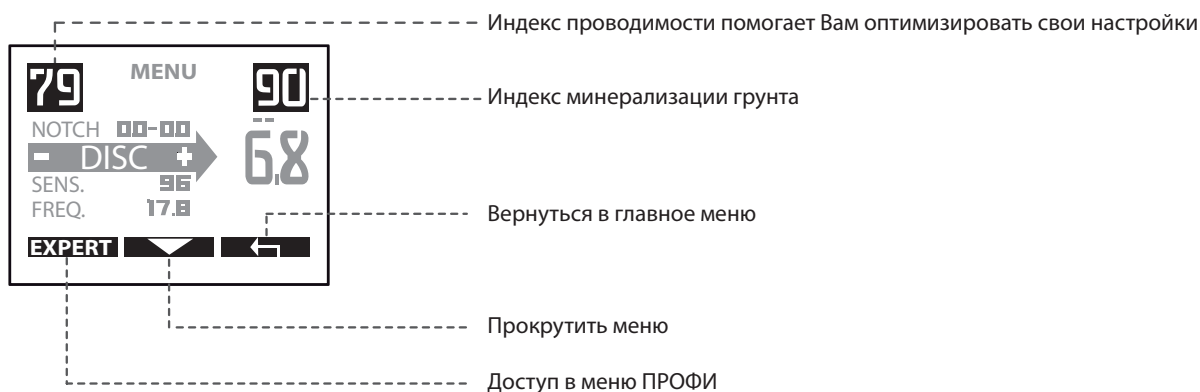 Индекс проводимости помогает Вам оптимизировать свои настройки
79 MENU 90
Индекс минерализации грунта
NOTCH 00-00
- DISC + 6,8
SENS. 96
FREQ. 17.8
Вернуться в главное меню
EXPERT
Прокрутить меню
Доступ в меню ПРОФИ